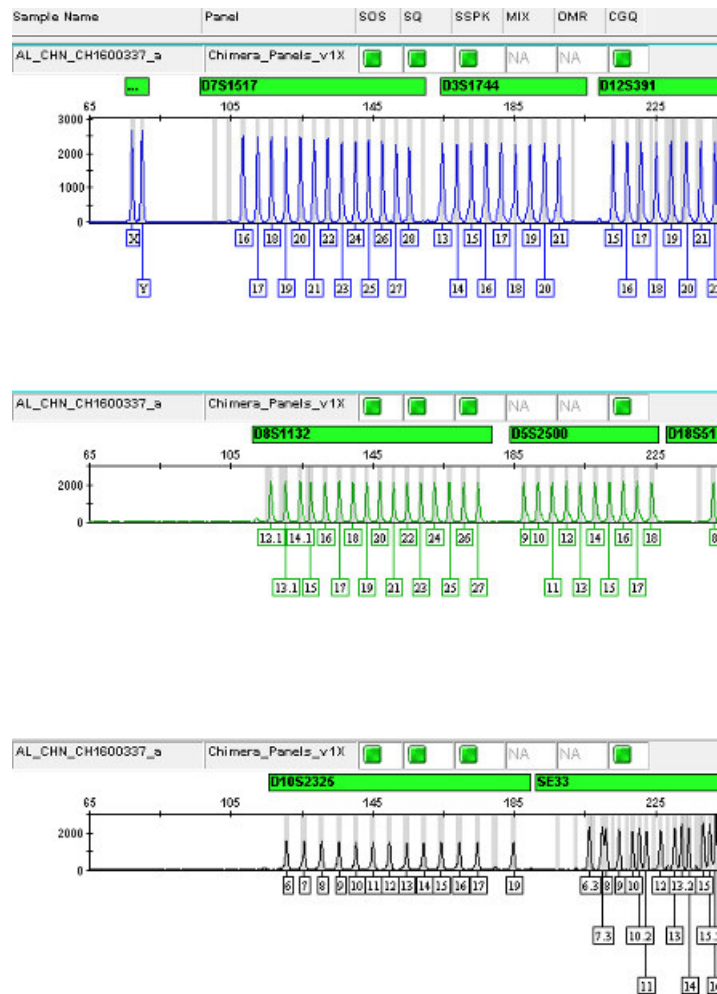 Sample Name Panel SOS SQ SSPK MIX OMR CGQ
AL_CHN_CH1600337_a Chimera_Panels_v1X NA NA
... D7S1517 D3S1744 D12S391
65 105 145 185 225
3000
2000
1000
0
X 16 18 20 22 24 26 28 13 15 17 19 21 15 17 19 21
Y 17 19 21 23 25 27 14 16 18 20 16 18 20
AL_CHN_CH1600337_a Chimera_Panels_v1X NA NA
D8S1132 D5S2500 D18S51
65 105 145 185 225
2000
0
12.1 14.1 16 18 20 22 24 26 9 10 12 14 16 18 8
13.1 15 17 19 21 23 25 27 11 13 15 17
AL_CHN_CH1600337_a Chimera_Panels_v1X NA NA
D10S2325 SE33
65 105 145 185 225
2000
0
6 7 8 9 10 11 12 13 14 15 16 17 19 6.3 8 9 10 12 13.2 15
7.3 10.2 13 15.
11 14